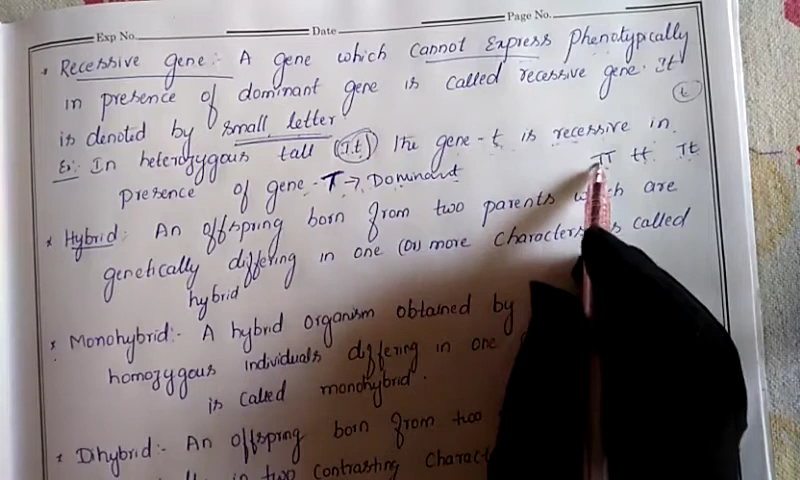 Exp No. Date Page No.
* Recessive gene:- A gene which cannot Express phenotypically
in presence of dominant gene is called recessive gene. It
is denoted by small letter (t)
Ex:- In heterozygous tall (T.t) The gene - t is recessive in
presence of gene - T → Dominant TT tt Tt
* Hybrid: An offspring born from two parents which are
genetically differing in one (or more characters is called
hybrid
* Monohybrid:- A hybrid organism obtained by
homozygous individuals differing in one
is called monohybrid.
* Dihybrid:- An offspring born from two
in two contrasting charact